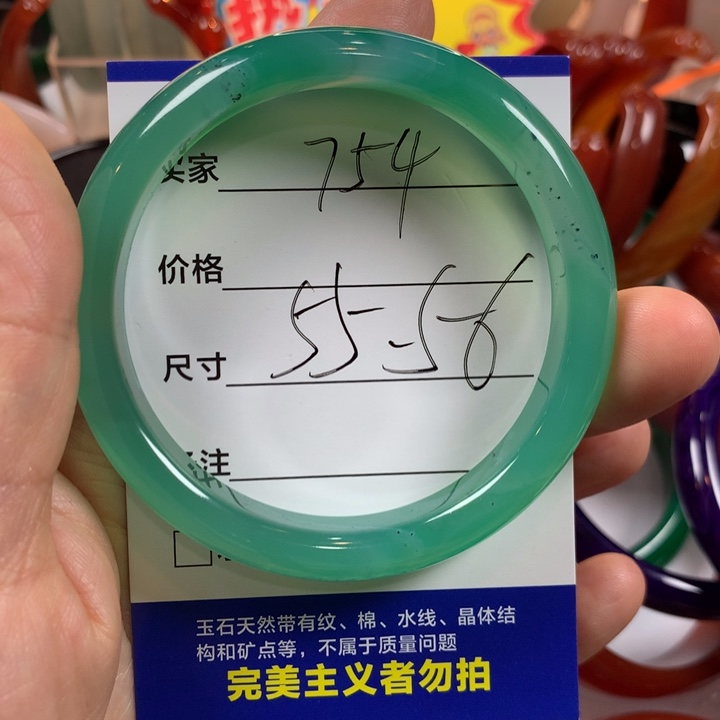 买家 754
价格
尺寸 55-56
备注
玉石天然带有纹、棉、水线、晶体结
构和矿点等，不属于质量问题
完美主义者勿拍